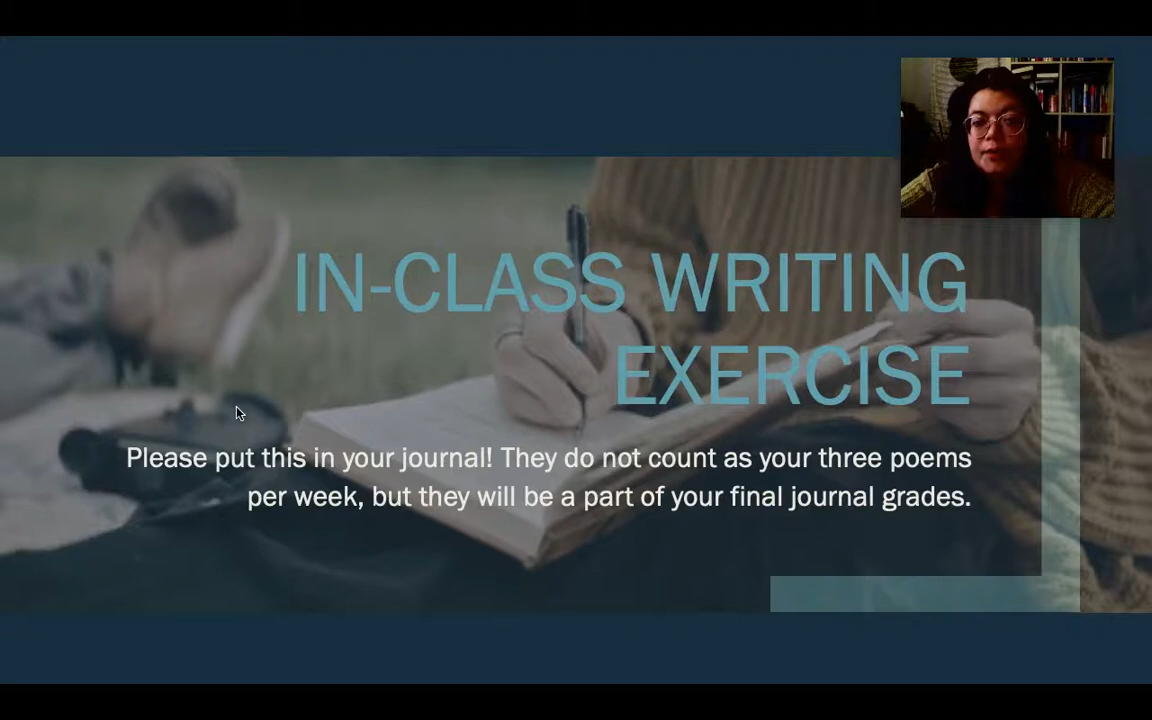 IN-CLASS WRITING
EXERCISE
Please put this in your journal! They do not count as your three poems
per week, but they will be a part of your final journal grades.